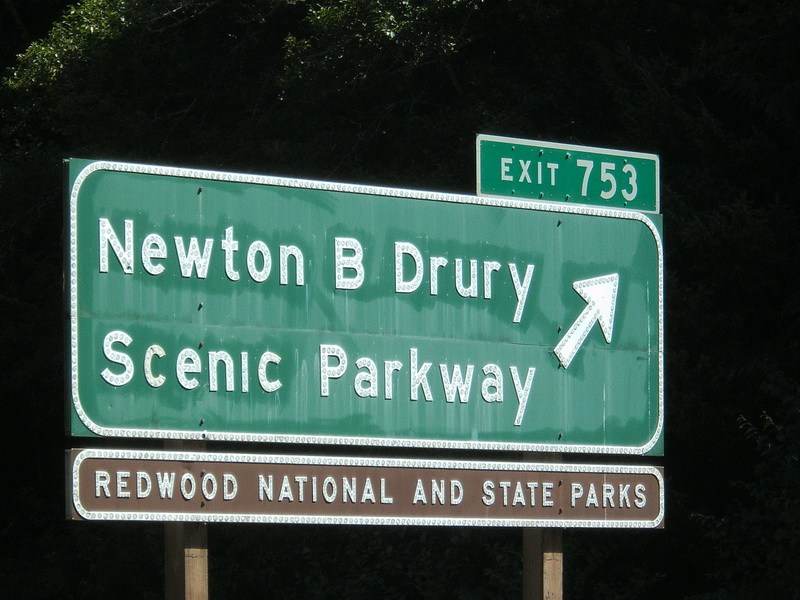 EXIT 753
Newton B Drury
Scenic Parkway
REDWOOD NATIONAL AND STATE PARKS